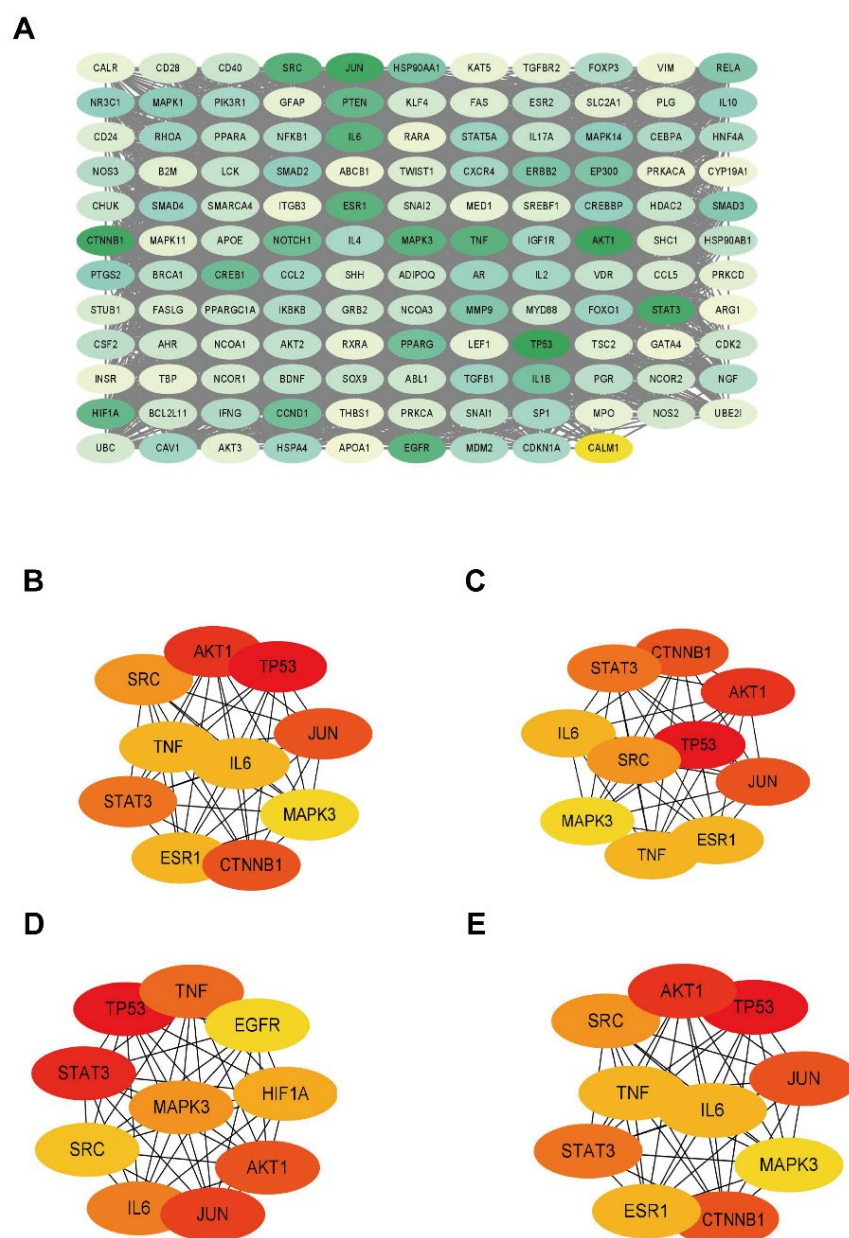 A
CALR CD28 CD40 SRC JUN HSP90AA1 KAT5 TGFBR2 FOXP3 VIM RELA
NR3C1 MAPK1 PIK3R1 GFAP PTEN KLF4 FAS ESR2 SLC2A1 PLG IL10
CD24 RHOA PPARA NFKB1 IL6 RARA STAT5A IL17A MAPK14 CEBPA HNF4A
NOS3 B2M LCK SMAD2 ABCB1 TWIST1 CXCR4 ERBB2 EP300 PRKACA CYP19A1
CHUK SMAD4 SMARCA4 ITGB3 ESR1 SNAI2 MED1 SREBF1 CREBBP HDAC2 SMAD3
CTNNB1 MAPK11 APOE NOTCH1 IL4 MAPK3 TNF IGF1R AKT1 SHC1 HSP90AB1
PTGS2 BRCA1 CREB1 CCL2 SHH ADIPOQ AR IL2 VDR CCL5 PRKCD
STUB1 FASLG PPARGC1A IKBKB GRB2 NCOA3 MMP9 MYD88 FOXO1 STAT3 ARG1
CSF2 AHR NCOA1 AKT2 RXRA PPARG LEF1 TP53 TSC2 GATA4 CDK2
INSR TBP NCOR1 BDNF SOX9 ABL1 TGFB1 IL1B PGR NCOR2 NGF
HIF1A BCL2L11 IFNG CCND1 THBS1 PRKCA SNAI1 SP1 MPO NOS2 UBE2I
UBC CAV1 AKT3 HSPA4 APOA1 EGFR MDM2 CDKN1A CALM1
B
AKT1
TP53
SRC
JUN
TNF
IL6
STAT3
MAPK3
ESR1
CTNNB1
C
CTNNB1
STAT3
AKT1
IL6
TP53
SRC
JUN
MAPK3
ESR1
TNF
D
TNF
TP53
EGFR
STAT3
HIF1A
MAPK3
SRC
AKT1
IL6
JUN
E
AKT1
TP53
SRC
JUN
TNF
IL6
STAT3
MAPK3
ESR1
CTNNB1